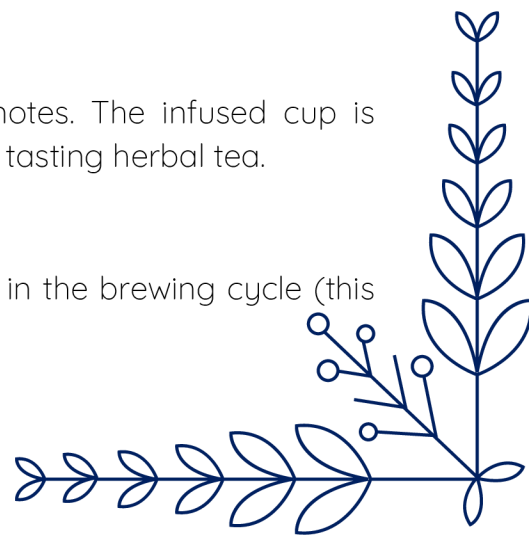 notes. The infused cup is
tasting herbal tea.
in the brewing cycle (this